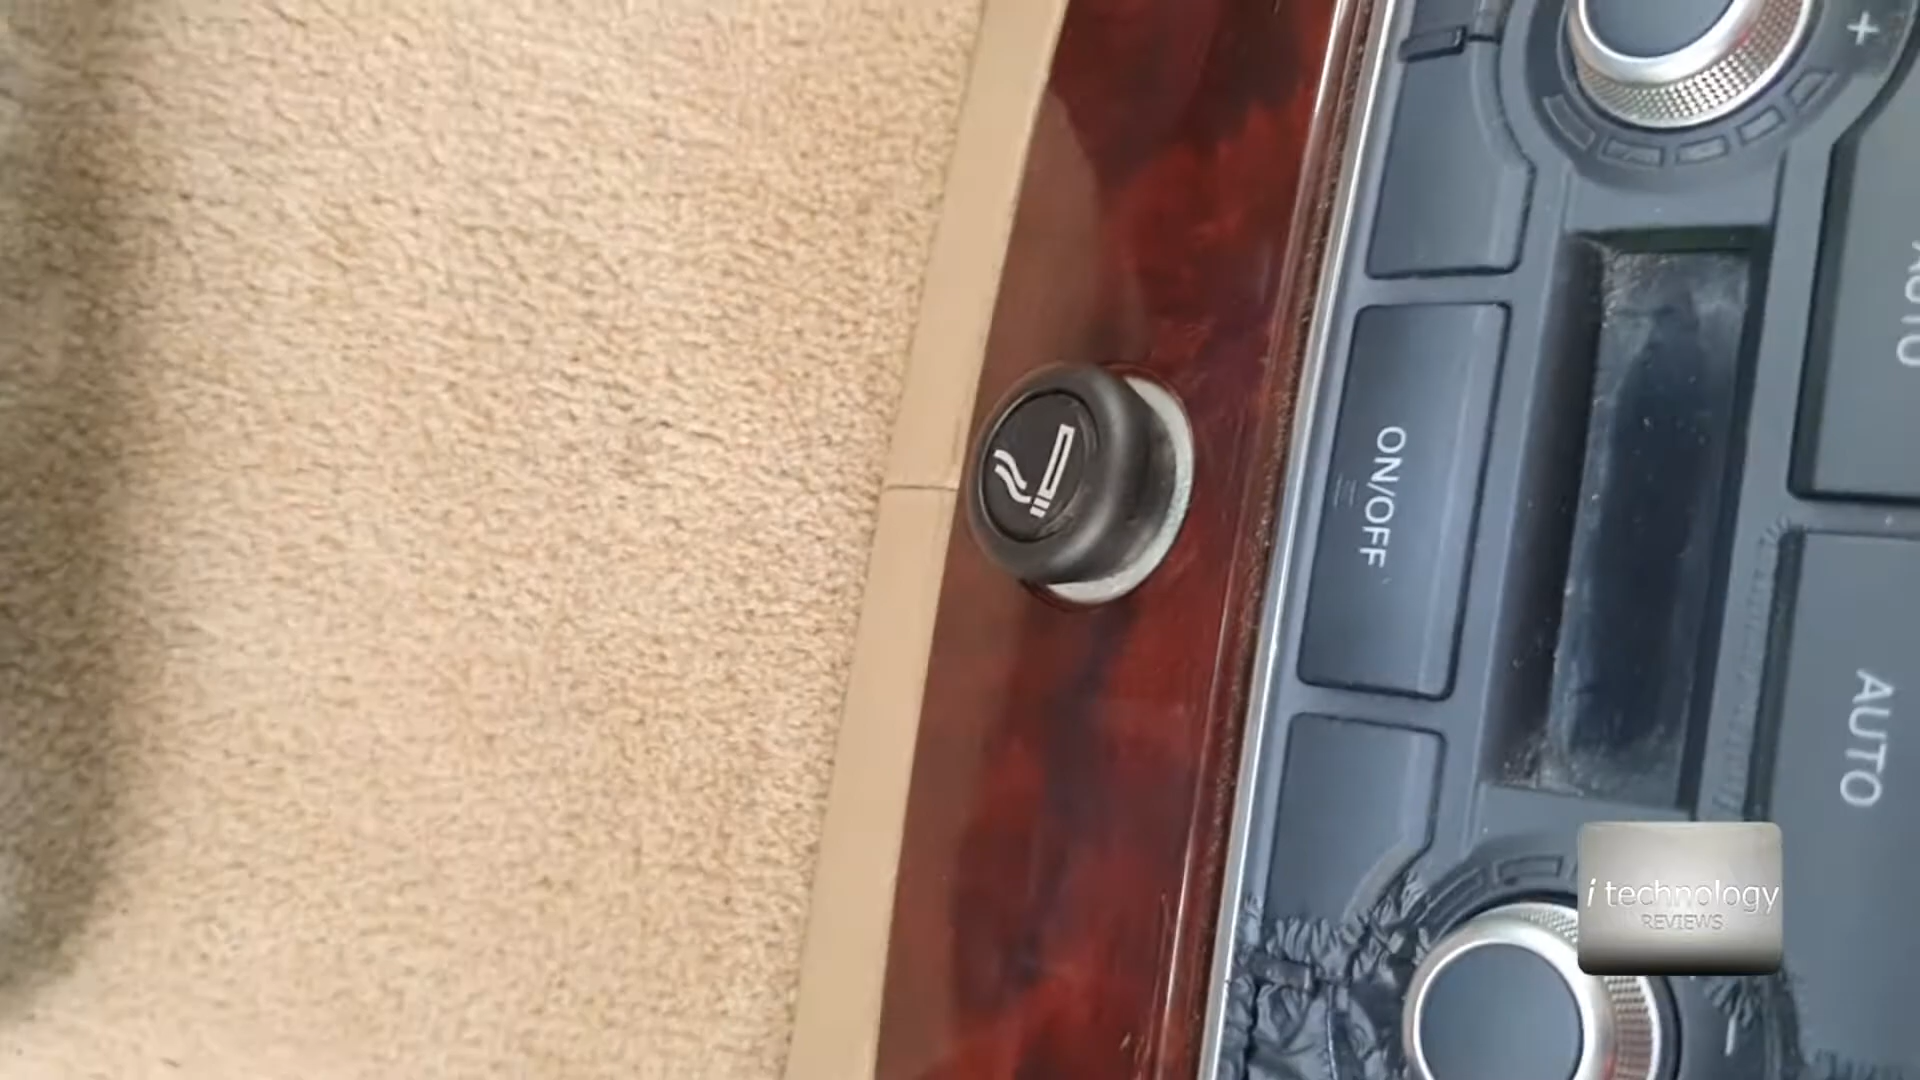 +
AUTO
ON/OFF
AUTO
i technology
REVIEWS